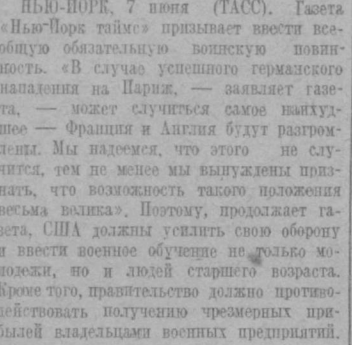 НЬЮ-ЙОРК, 7 июня (ТАСС). Газета
«Нью-Йорк таймс» призывает ввести все-
общую обязательную воинскую повин-
ность. «В случае успешного германского
нападения на Париж, — заявляет газе-
та, — может случиться самое наихуд-
шее — Франция и Англия будут разгром-
лены. Мы надеемся, что этого не слу-
чится, тем не менее мы вынуждены приз-
нать, что возможность такого положения
весьма велика». Поэтому, продолжает га-
зета, США должны усилить свою оборону
и ввести военное обучение не только мо-
лодежи, но и людей старшего возраста.
Кроме того, правительство должно противо-
действовать получению чрезмерных при-
былей владельцами военных предприятий.